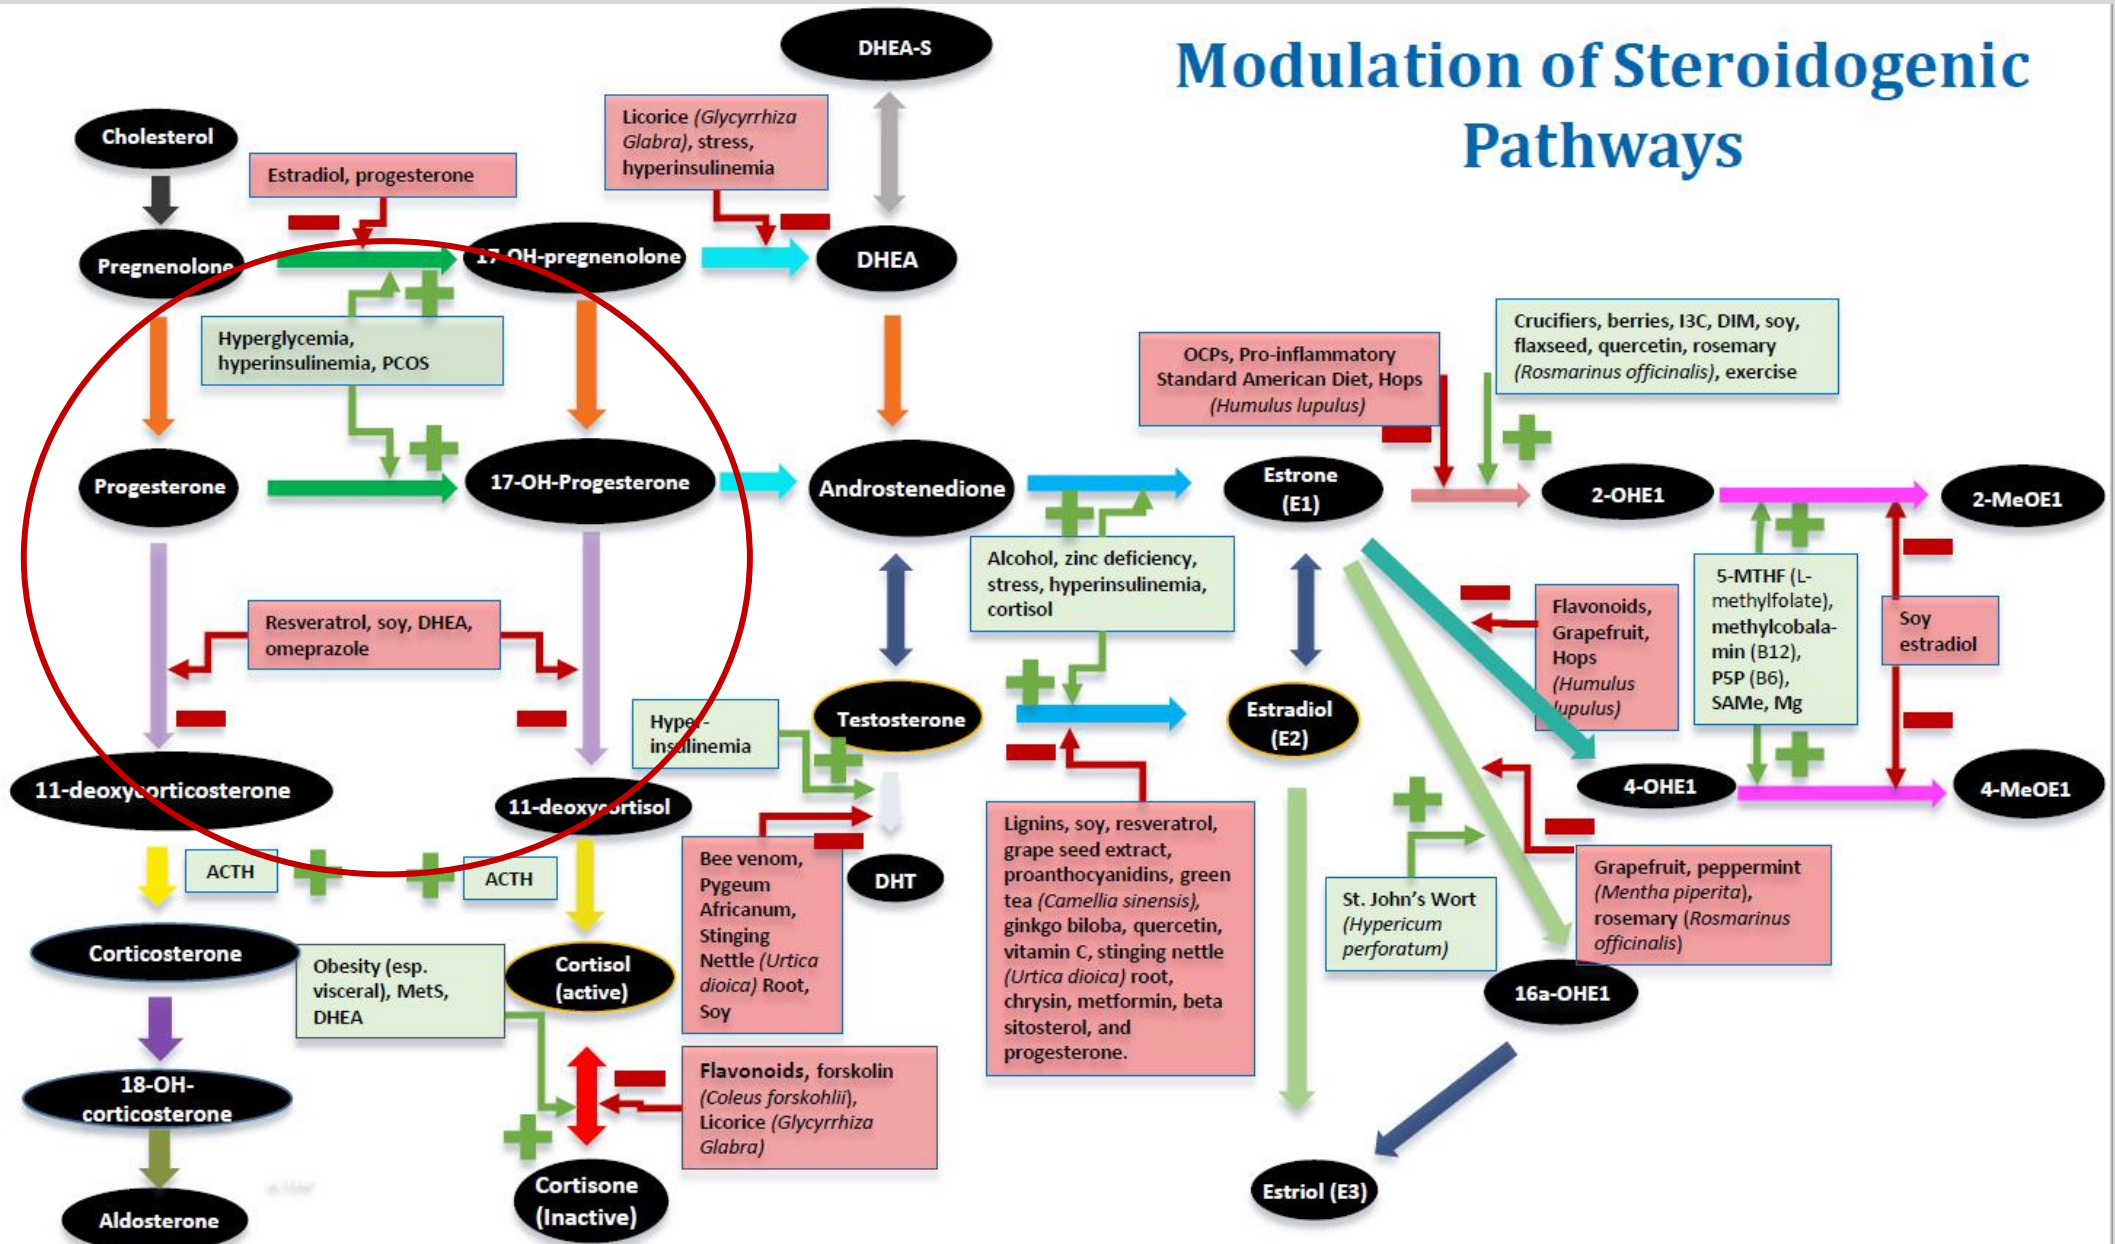 Modulation of Steroidogenic
Pathways
DHEA-S
Cholesterol
Estradiol, progesterone
Licorice (Glycyrrhiza
Glabra), stress,
hyperinsulinemia
Pregnenolone
17-OH-pregnenolone
DHEA
Hyperglycemia,
hyperinsulinemia, PCOS
OCPs, Pro-inflammatory
Standard American Diet, Hops
(Humulus lupulus)
Crucifiers, berries, I3C, DIM, soy,
flaxseed, quercetin, rosemary
(Rosmarinus officinalis), exercise
Progesterone
17-OH-Progesterone
Androstenedione
Estrone
(E1)
2-OHE1
2-MeOE1
Alcohol, zinc deficiency,
stress, hyperinsulinemia,
cortisol
Resveratrol, soy, DHEA,
omeprazole
Flavonoids,
Grapefruit,
Hops
(Humulus
lupulus)
5-MTHF (L-
methylfolate),
methylcobala-
min (B12),
P5P (B6),
SAMe, Mg
Soy
estradiol
Hyper-
insulinemia
Testosterone
Estradiol
(E2)
11-deoxycorticosterone
11-deoxycortisol
4-OHE1
4-MeOE1
ACTH
ACTH
Bee venom,
Pygeum
Africanum,
Stinging
Nettle (Urtica
dioica) Root,
Soy
DHT
Lignins, soy, resveratrol,
grape seed extract,
proanthocyanidins, green
tea (Camellia sinensis),
ginkgo biloba, quercetin,
vitamin C, stinging nettle
(Urtica dioica) root,
chrysin, metformin, beta
sitosterol, and
progesterone.
St. John's Wort
(Hypericum
perforatum)
Grapefruit, peppermint
(Mentha piperita),
rosemary (Rosmarinus
officinalis)
Corticosterone
Obesity (esp.
visceral), MetS,
DHEA
Cortisol
(active)
16a-OHE1
18-OH-
corticosterone
Flavonoids, forskolin
(Coleus forskohlii),
Licorice (Glycyrrhiza
Glabra)
Aldosterone
Cortisone
(Inactive)
Estriol (E3)